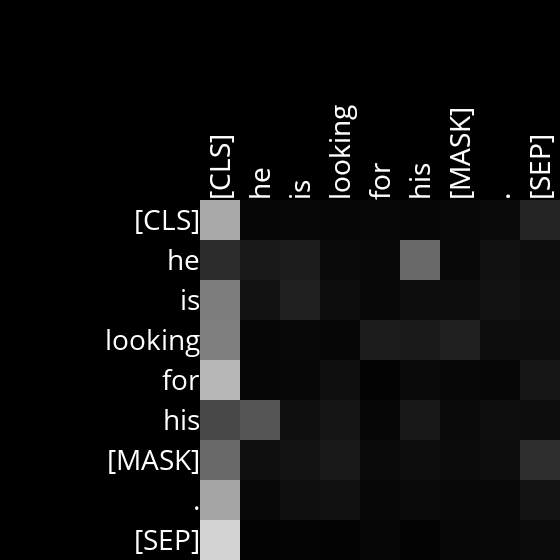 [CLS]
he
is
looking
for
his
[MASK]
.
[SEP]
[CLS]
he
is
looking
for
his
[MASK]
.
[SEP]